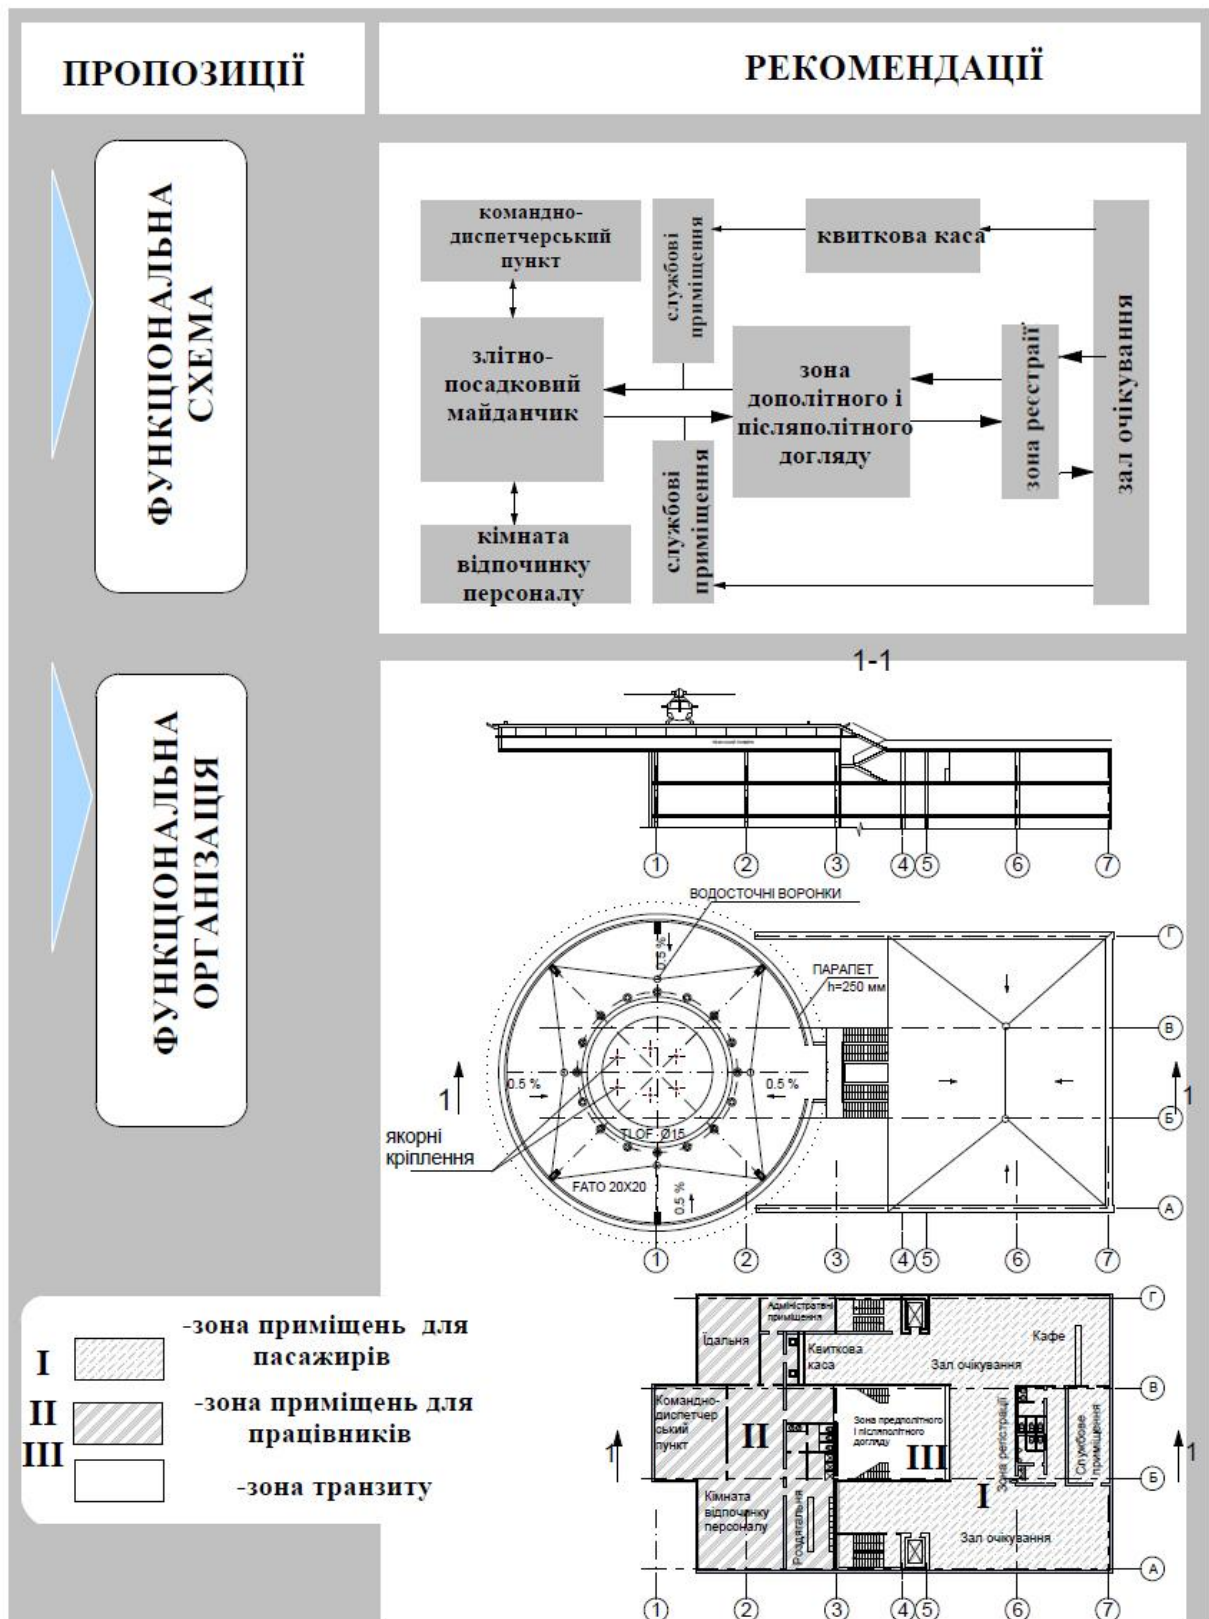 ПРОПОЗИЦІЇ
РЕКОМЕНДАЦІЇ
ФУНКЦІОНАЛЬНА
СХЕМА
командно-
диспетчерський
пункт
службові
приміщення
квиткова каса
злітно-
посадковий
майданчик
зона
дополітного і
післяполітного
догляду
зона реєстрації
зал очікування
службові
приміщення
кімната
відпочинку
персоналу
ФУНКЦІОНАЛЬНА
ОРГАНІЗАЦІЯ
1-1
1
2
3
4
5
6
7
ВОДОСТОЧНІ ВОРОНКИ
Г
0.5 %
ПАРАПЕТ
h=250 мм
В
0.5 %
0.5 %
1
1
Б
TLOF Ø15
якорні
кріплення
FATO 20X20
0.5 %
А
1
2
3
4
5
6
7
I
-зона приміщень для
пасажирів
II
-зона приміщень для
працівників
III
-зона транзиту
Г
Адміністратвні
приміщення
Їдальня
Квиткова
каса
Кафе
Зал очікування
В
Командно-
диспетчер
ський
пункт
II
Зона предполітного
і післяполітного
догляду
III
Зона реєістрації
Службове
приміщення
1
1
Б
I
Кімната
відпочинку
персоналу
Роздягальня
Зал очікування
А
1
2
3
4
5
6
7